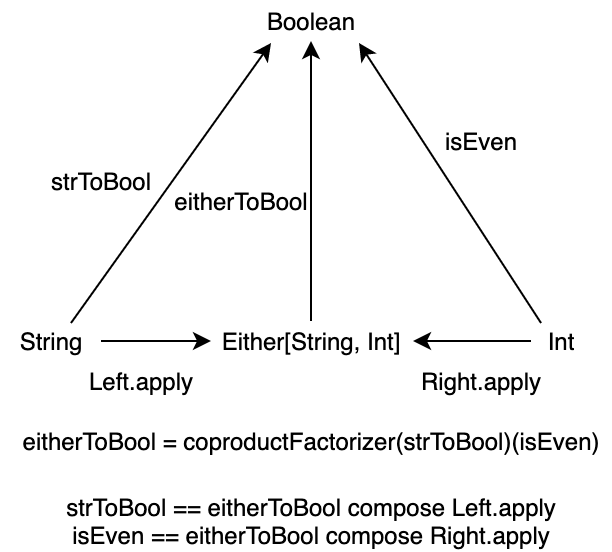 Boolean
isEven
strToBool
eitherToBool
String
Either[String, Int]
Int
Left.apply
Right.apply
eitherToBool = coproductFactorizer(strToBool)(isEven)
strToBool == eitherToBool compose Left.apply
isEven == eitherToBool compose Right.apply